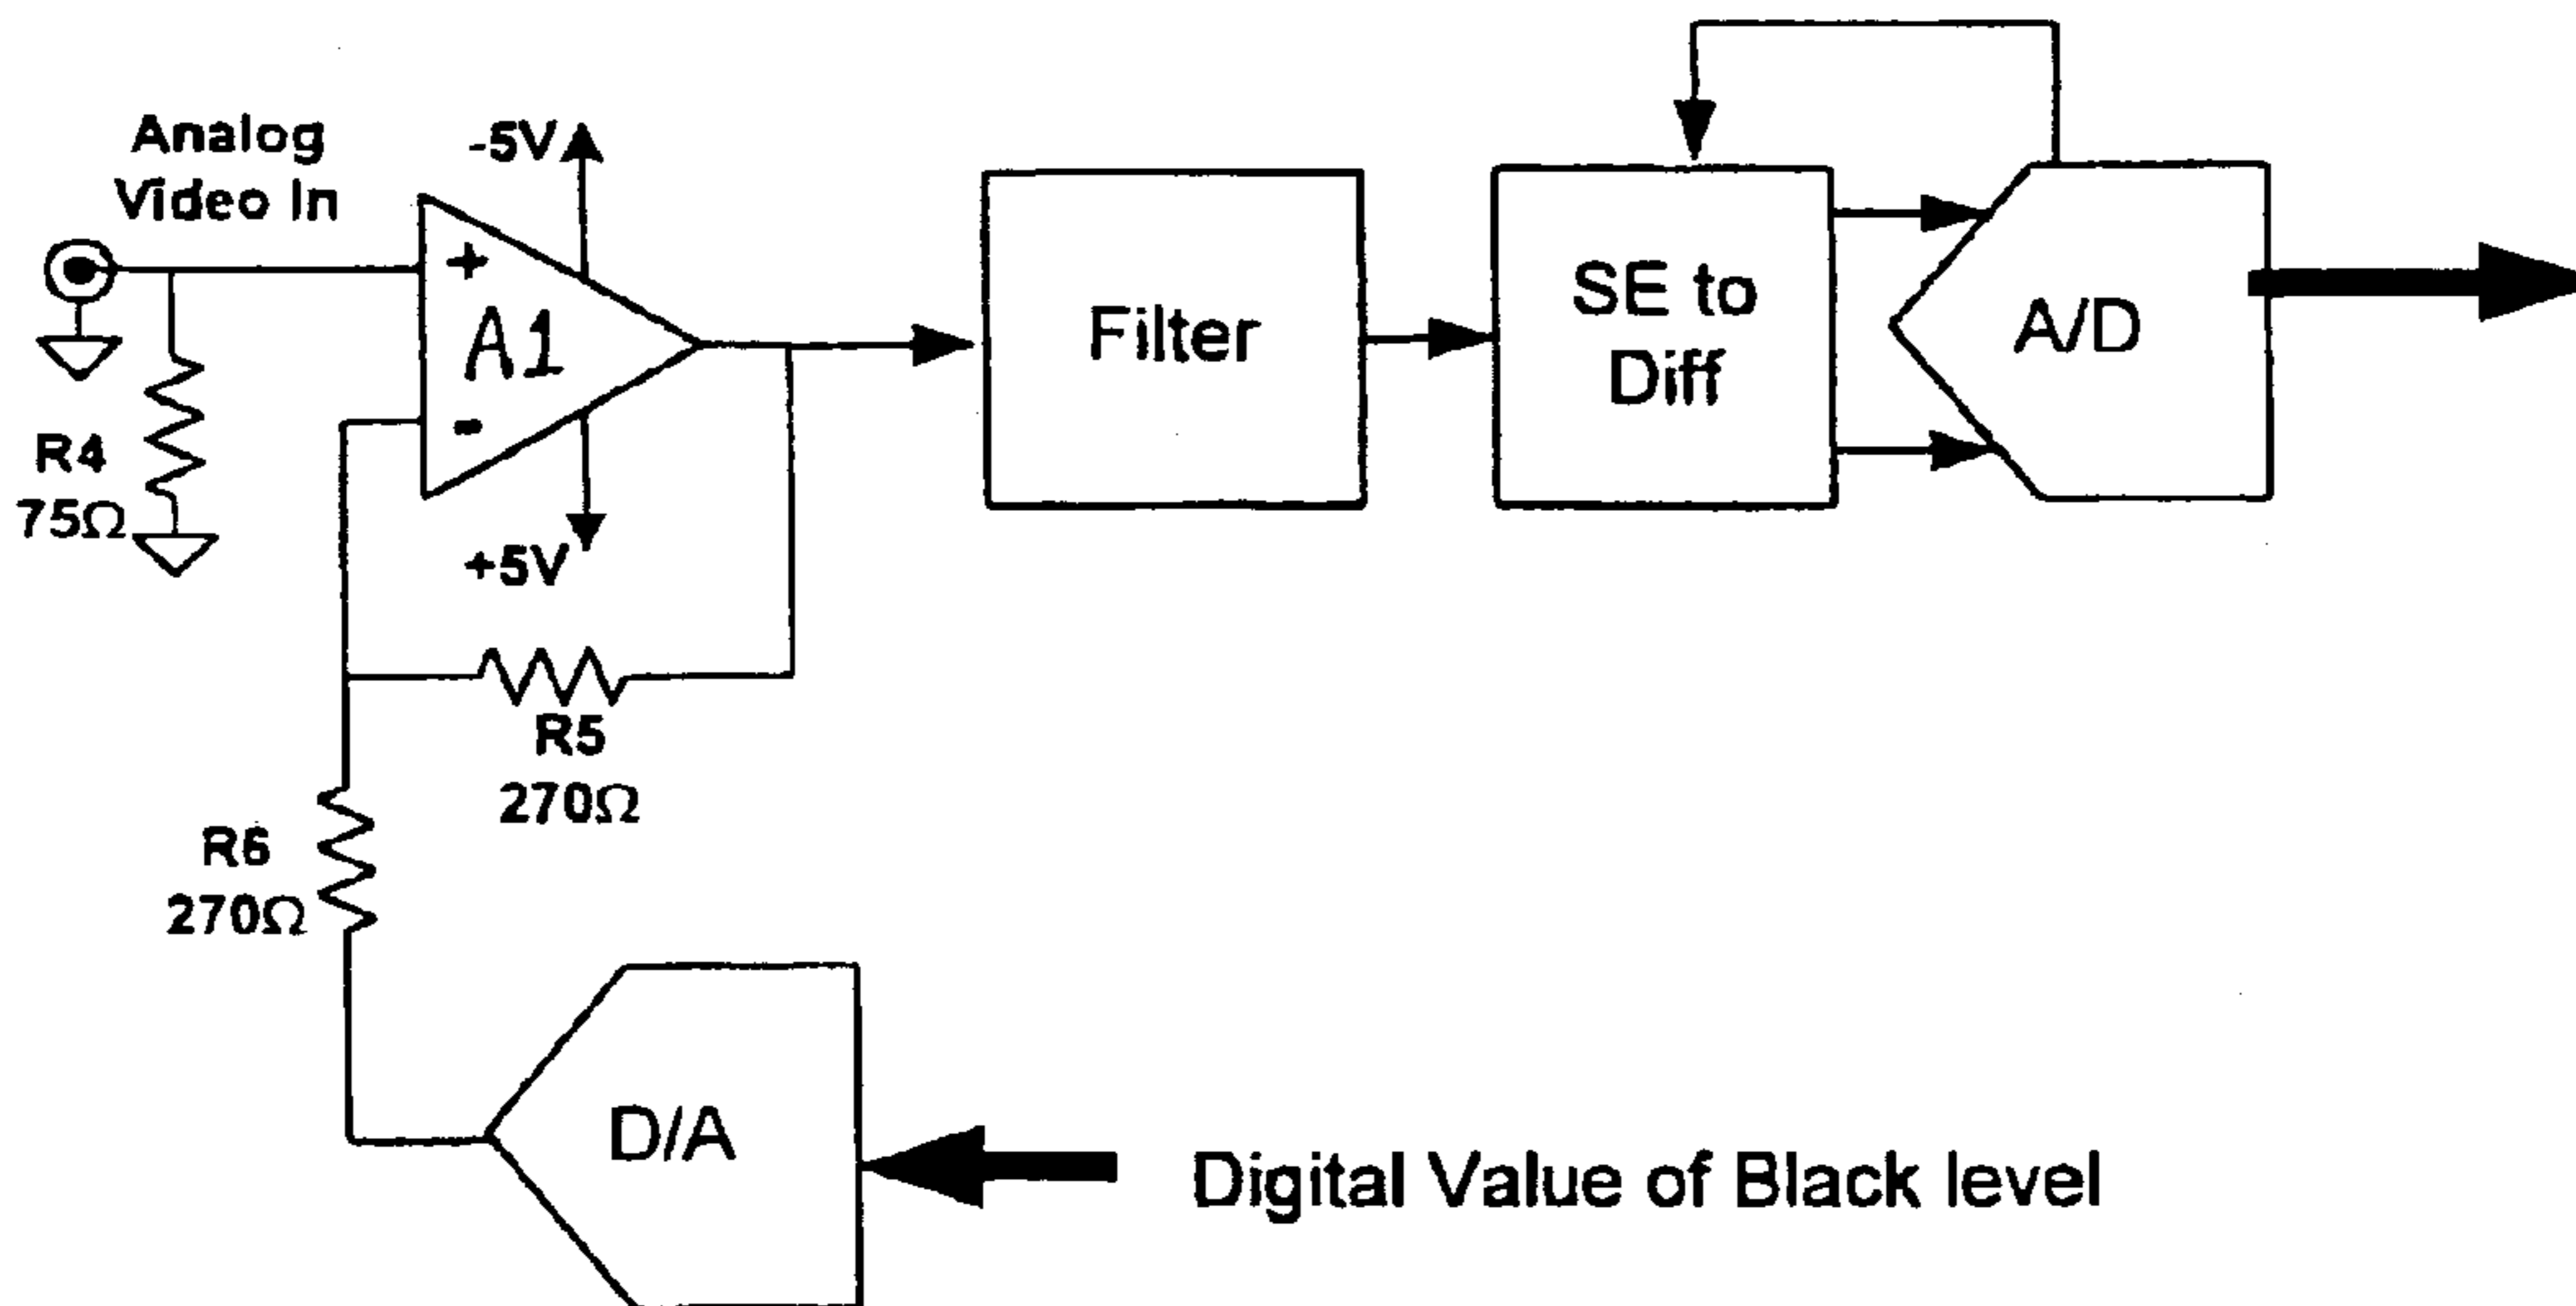 Analog
Video In
-5V
+
A1
-
+5V
R4
75Ω
R5
270Ω
R6
270Ω
Filter
SE to
Diff
A/D
D/A
Digital Value of Black level